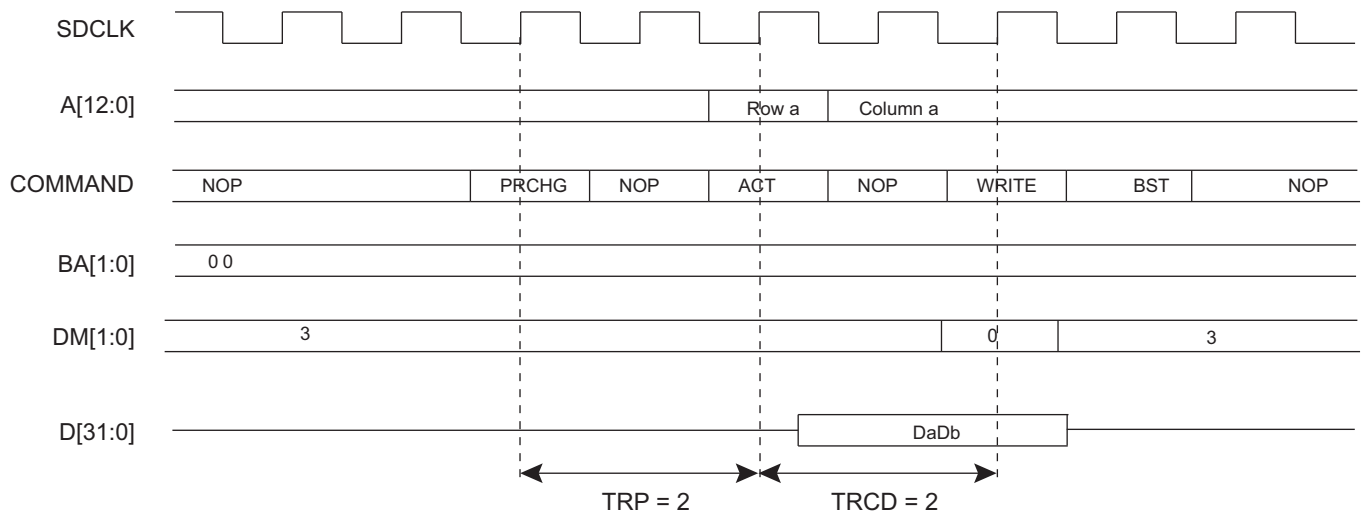 SDCLK
A[12:0] Row a Column a
COMMAND NOP PRCHG NOP ACT NOP WRITE BST NOP
BA[1:0] 0 0
DM[1:0] 3 0 3
D[31:0] DaDb
TRP = 2 TRCD = 2